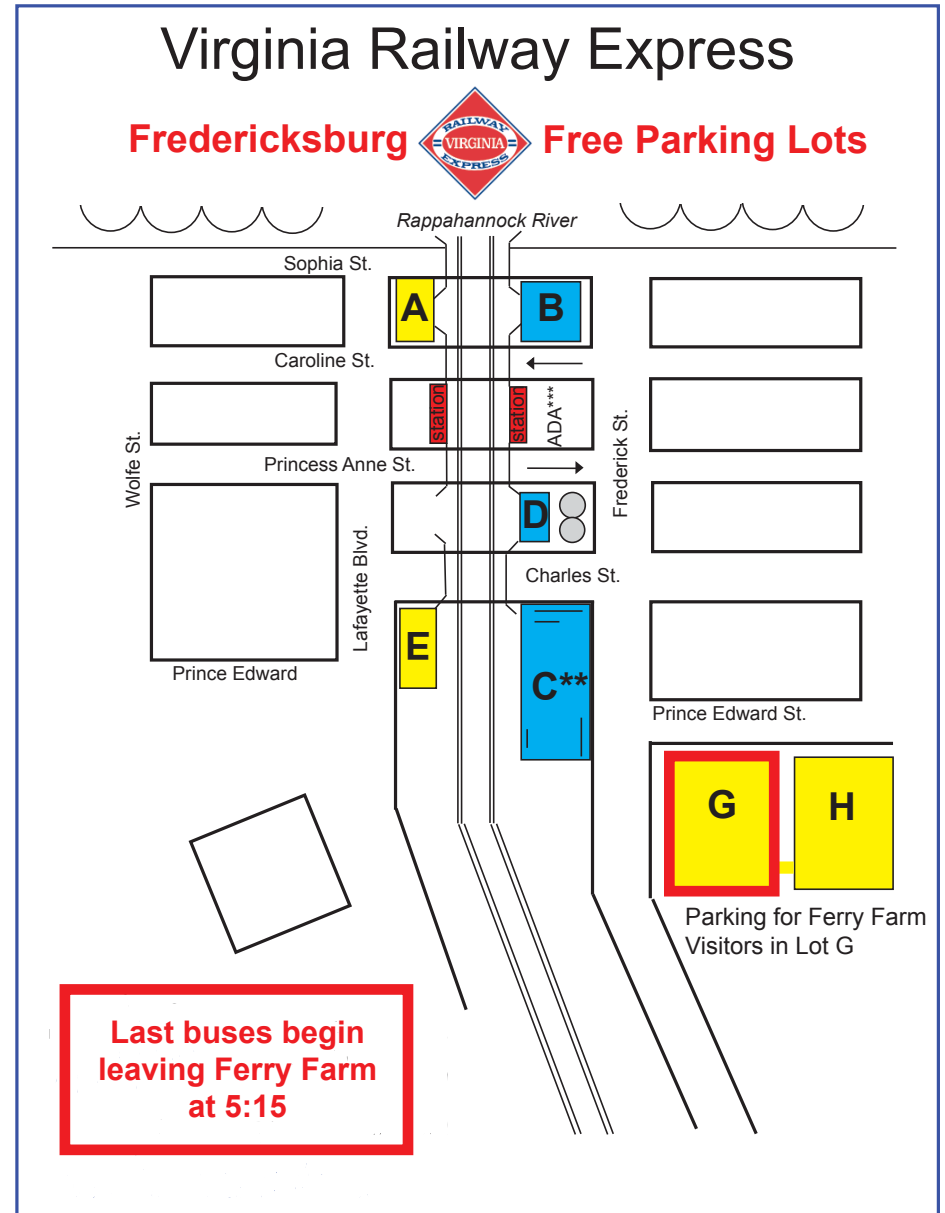 Virginia Railway Express
Fredericksburg
RAILWAY
VIRGINIA
EXPRESS
Free Parking Lots
Rappahannock River
Sophia St.
A
B
Caroline St.
station
station
ADA***
Wolfe St.
Frederick St.
Princess Anne St.
D
Lafayette Blvd.
Charles St.
E
C**
Prince Edward
Prince Edward St.
G
H
Parking for Ferry Farm
Visitors in Lot G
Last buses begin
leaving Ferry Farm
at 5:15